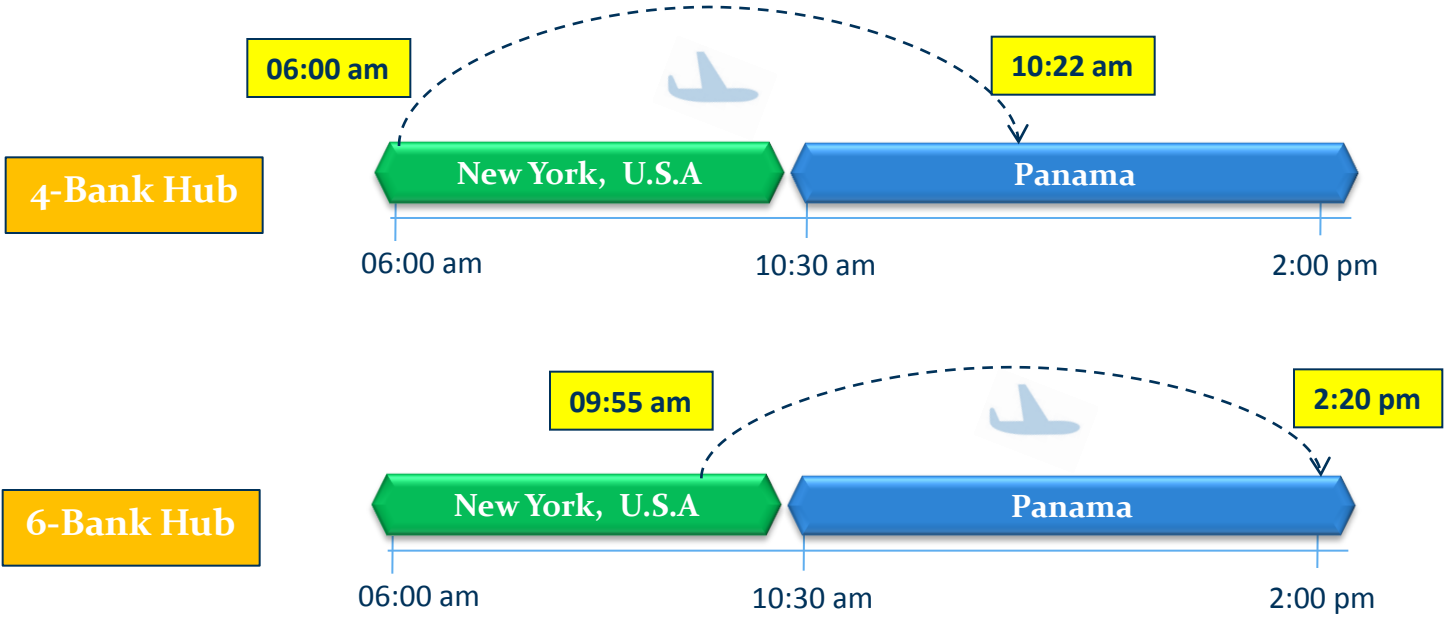 06:00 am
10:22 am
4-Bank Hub
New York,  U.S.A
Panama
06:00 am
10:30 am
2:00 pm
09:55 am
2:20 pm
6-Bank Hub
New York,  U.S.A
Panama
06:00 am
10:30 am
2:00 pm